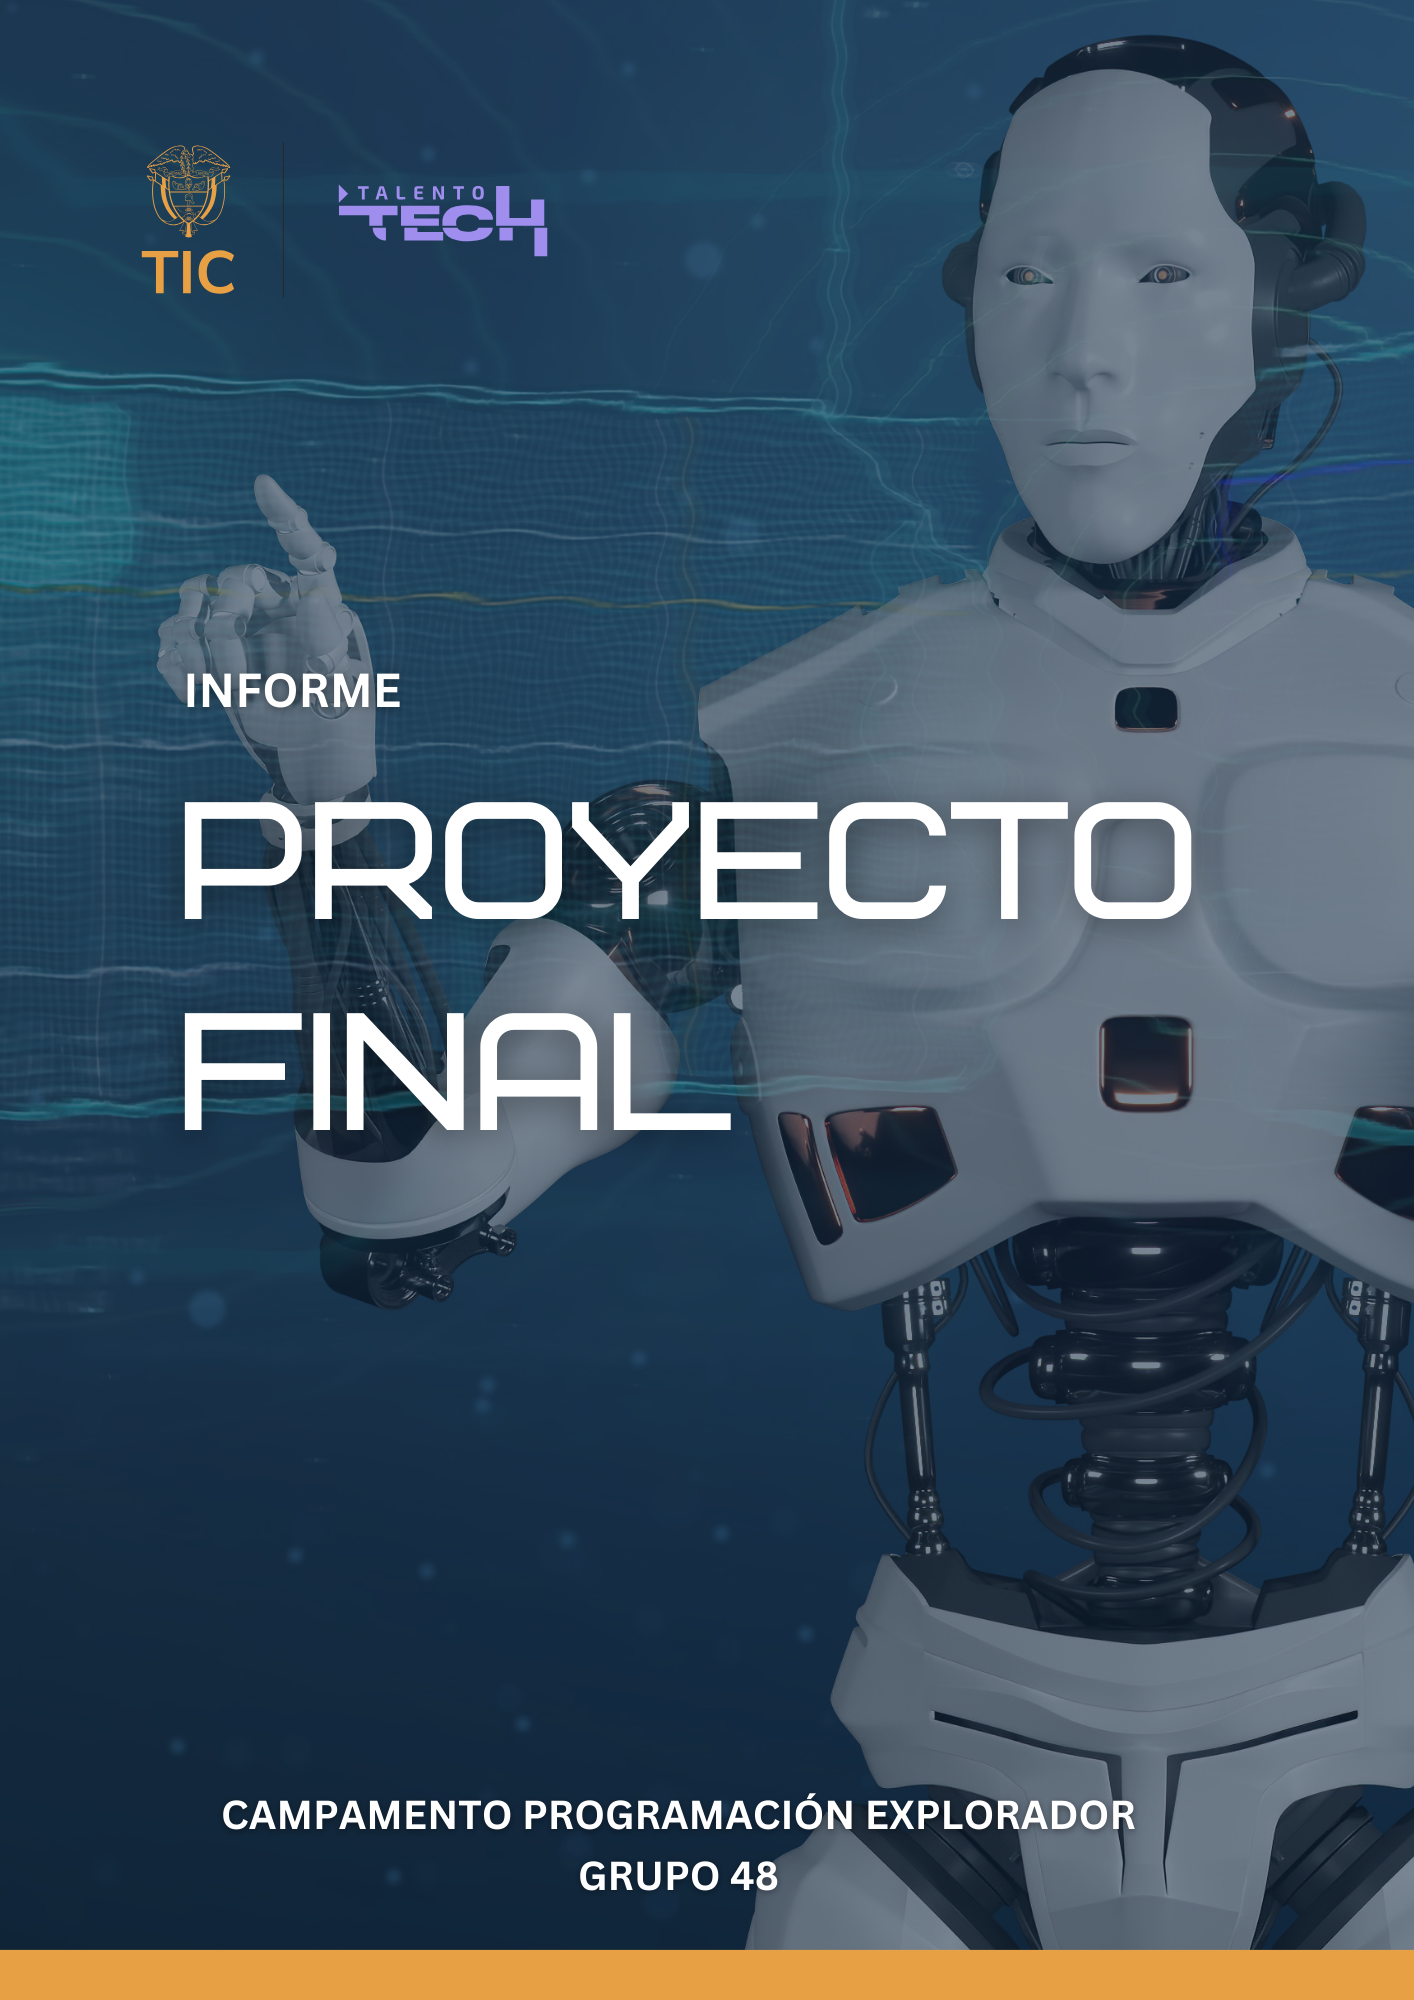 TIC
TALENTO
TECH
INFORME
PROYECTO
FINAL
CAMPAMENTO PROGRAMACIÓN EXPLORADOR
GRUPO 48